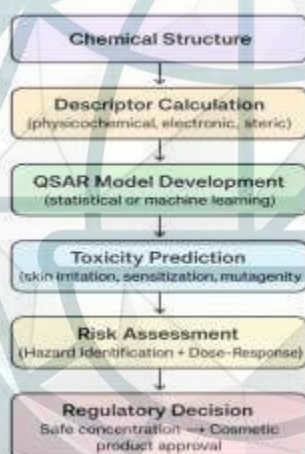 Chemical Structure
Descriptor Calculation
(physicochemical, electronic, steric)
QSAR Model Development
(statistical or machine learning)
Toxicity Prediction
(skin irritation, sensitization, mutagenity
Risk Assessment
(Hazard Identification + Dose-Response)
Regulatory Decision
Safe concentration → Cosmetic
product approval